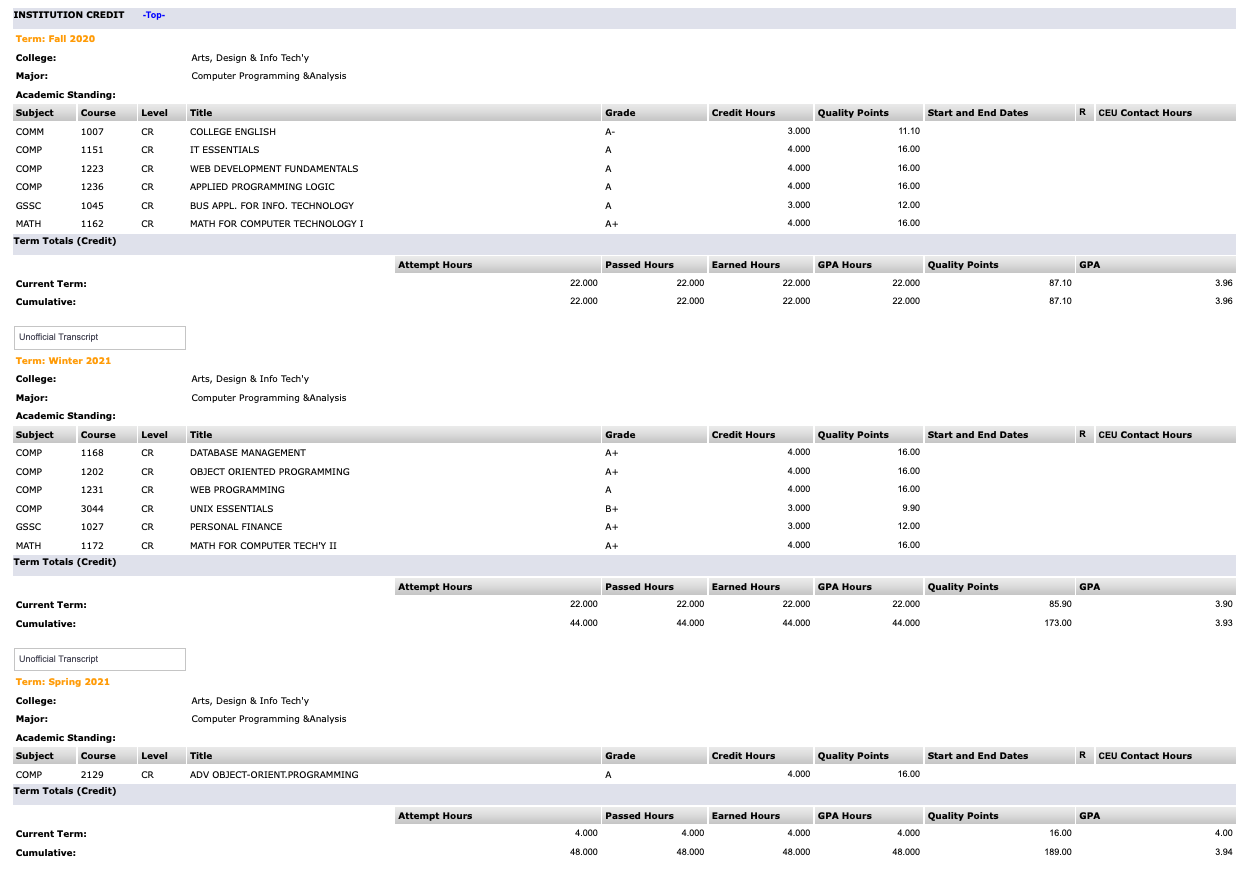 INSTITUTION CREDIT -Top-
Term: Fall 2020
College: Arts, Design & Info Tech'y
Major: Computer Programming &Analysis
Academic Standing:
Subject Course Level Title Grade Credit Hours Quality Points Start and End Dates R CEU Contact Hours
COMM 1007 CR COLLEGE ENGLISH A- 3.000 11.10
COMP 1151 CR IT ESSENTIALS A 4.000 16.00
COMP 1223 CR WEB DEVELOPMENT FUNDAMENTALS A 4.000 16.00
COMP 1236 CR APPLIED PROGRAMMING LOGIC A 4.000 16.00
GSSC 1045 CR BUS APPL. FOR INFO. TECHNOLOGY A 3.000 12.00
MATH 1162 CR MATH FOR COMPUTER TECHNOLOGY I A+ 4.000 16.00
Term Totals (Credit)
Attempt Hours Passed Hours Earned Hours GPA Hours Quality Points GPA
Current Term: 22.000 22.000 22.000 22.000 87.10 3.96
Cumulative: 22.000 22.000 22.000 22.000 87.10 3.96
Unofficial Transcript
Term: Winter 2021
College: Arts, Design & Info Tech'y
Major: Computer Programming &Analysis
Academic Standing:
Subject Course Level Title Grade Credit Hours Quality Points Start and End Dates R CEU Contact Hours
COMP 1168 CR DATABASE MANAGEMENT A+ 4.000 16.00
COMP 1202 CR OBJECT ORIENTED PROGRAMMING A+ 4.000 16.00
COMP 1231 CR WEB PROGRAMMING A 4.000 16.00
COMP 3044 CR UNIX ESSENTIALS B+ 3.000 9.90
GSSC 1027 CR PERSONAL FINANCE A+ 3.000 12.00
MATH 1172 CR MATH FOR COMPUTER TECH'Y II A+ 4.000 16.00
Term Totals (Credit)
Attempt Hours Passed Hours Earned Hours GPA Hours Quality Points GPA
Current Term: 22.000 22.000 22.000 22.000 85.90 3.90
Cumulative: 44.000 44.000 44.000 44.000 173.00 3.93
Unofficial Transcript
Term: Spring 2021
College: Arts, Design & Info Tech'y
Major: Computer Programming &Analysis
Academic Standing:
Subject Course Level Title Grade Credit Hours Quality Points Start and End Dates R CEU Contact Hours
COMP 2129 CR ADV OBJECT-ORIENT.PROGRAMMING A 4.000 16.00
Term Totals (Credit)
Attempt Hours Passed Hours Earned Hours GPA Hours Quality Points GPA
Current Term: 4.000 4.000 4.000 4.000 16.00 4.00
Cumulative: 48.000 48.000 48.000 48.000 189.00 3.94